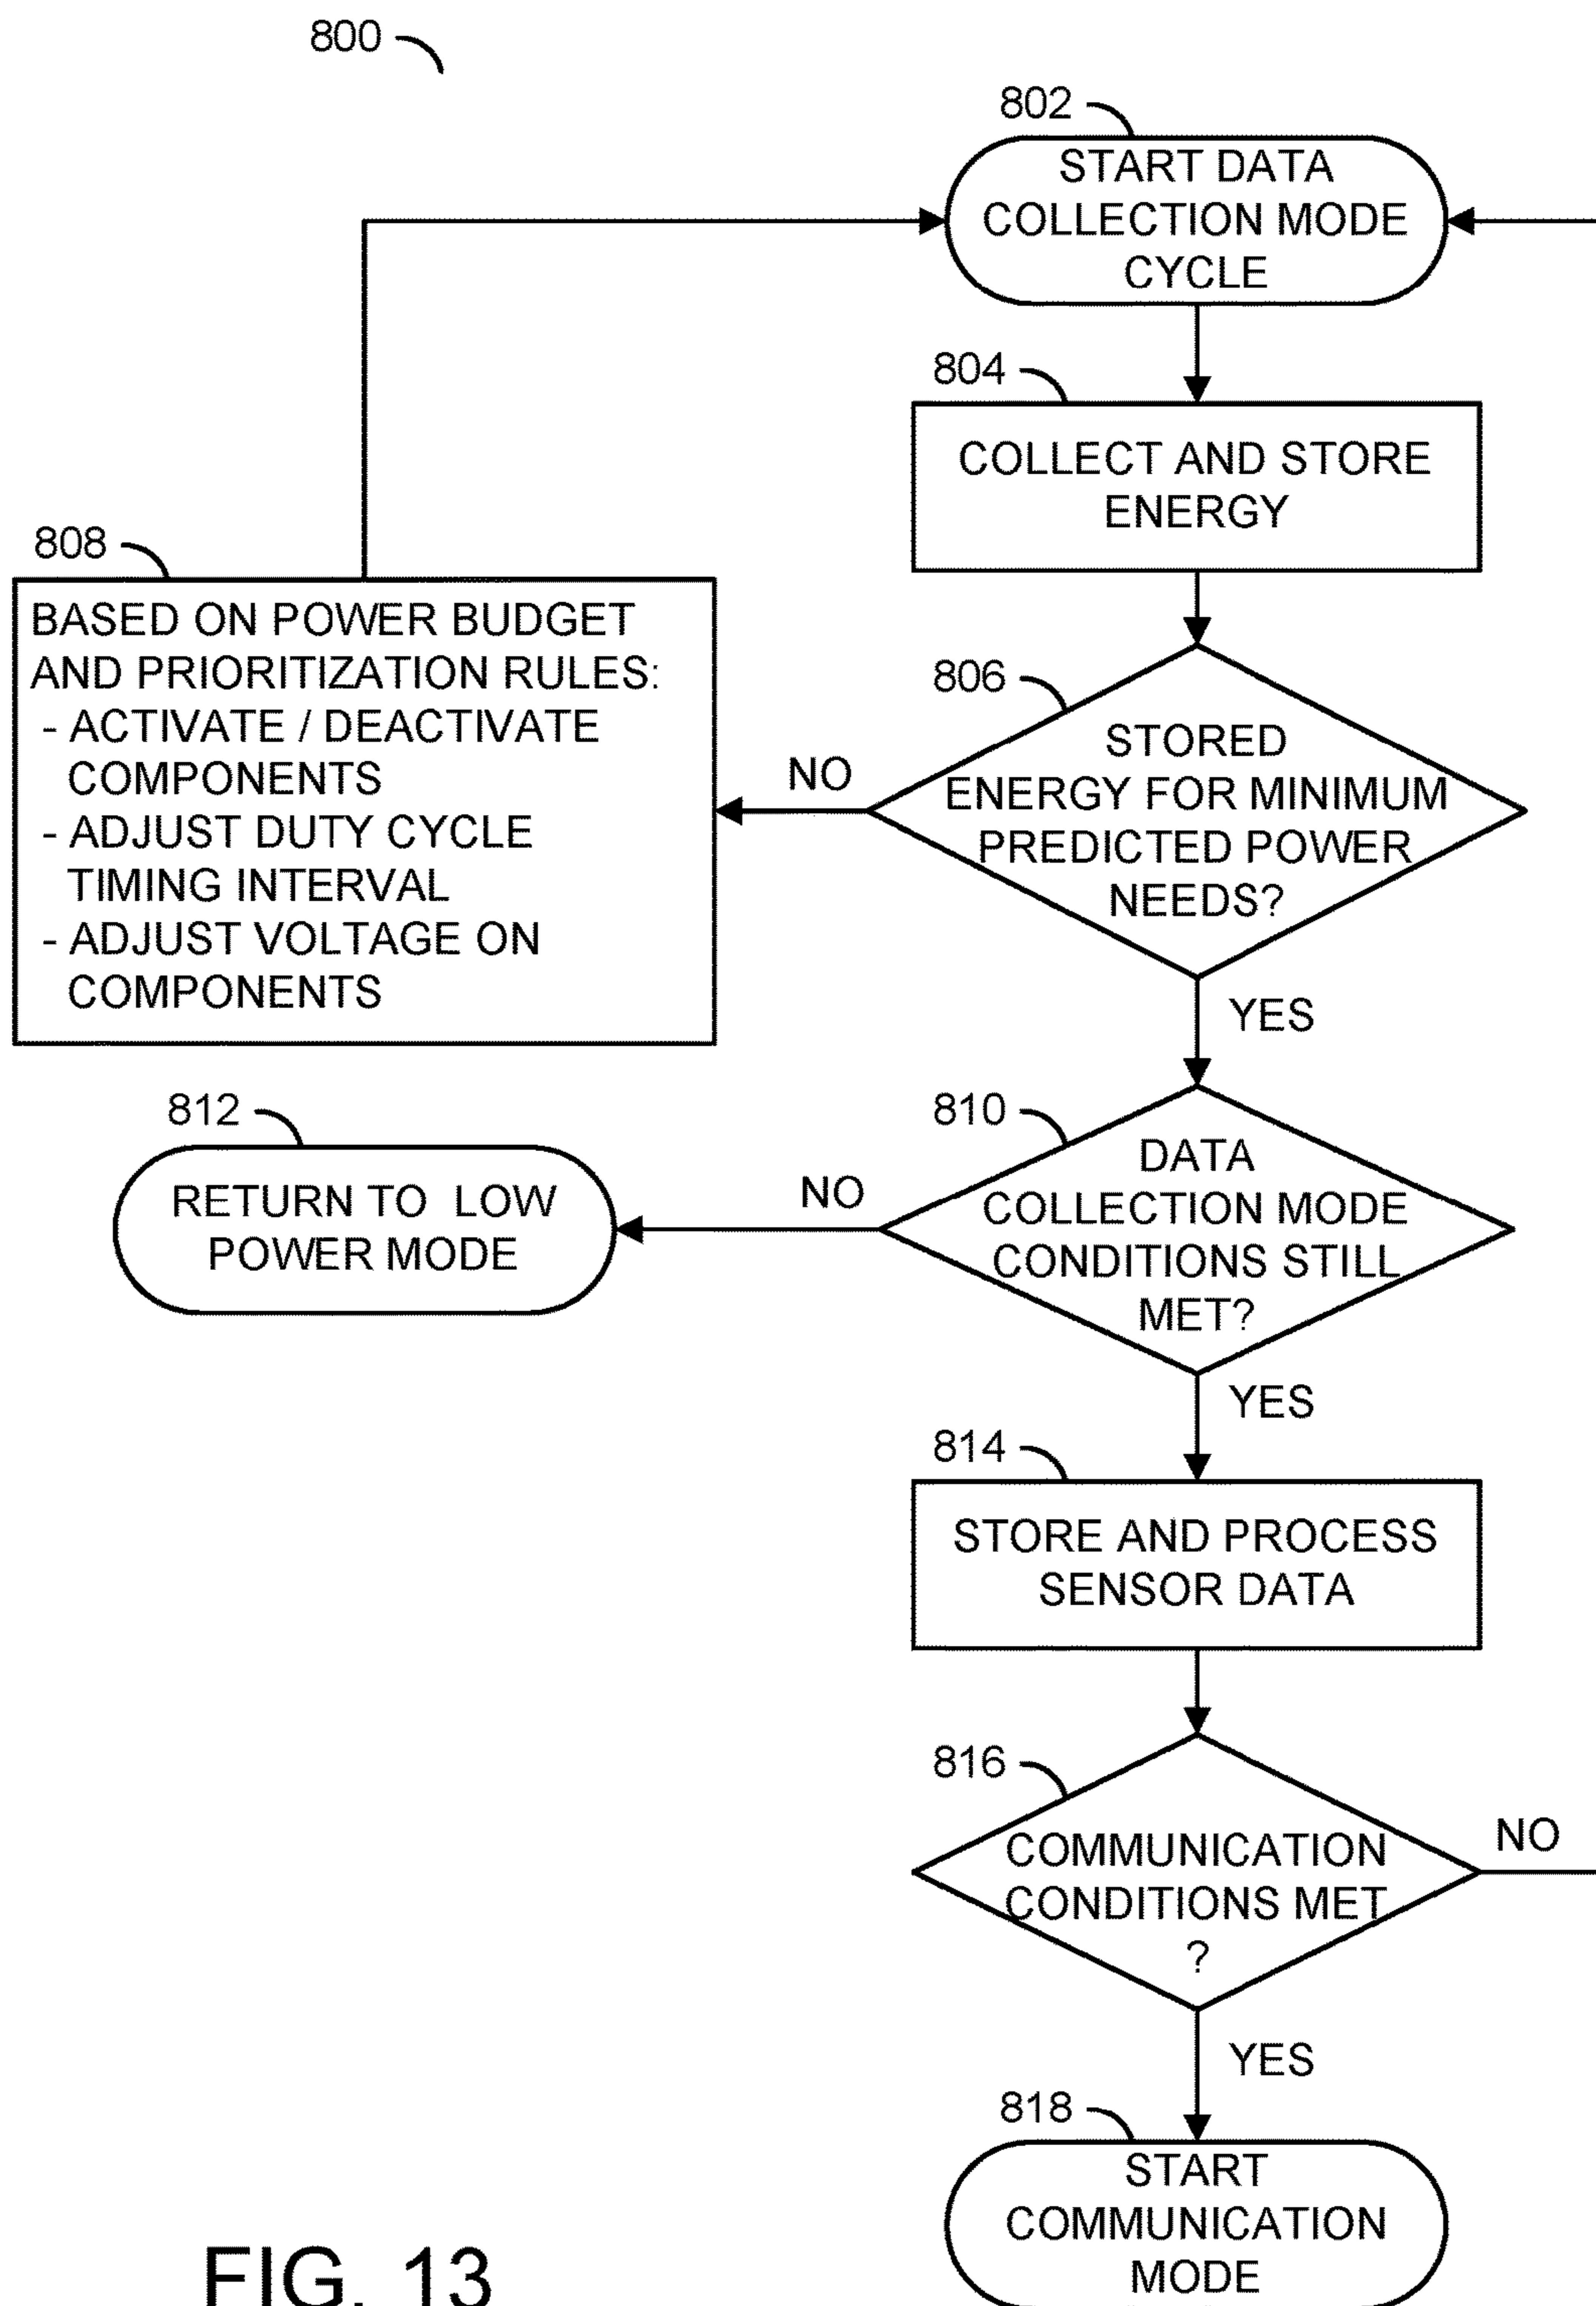 800
802
START DATA
COLLECTION MODE
CYCLE
804
COLLECT AND STORE
ENERGY
808
BASED ON POWER BUDGET
AND PRIORITIZATION RULES:
- ACTIVATE / DEACTIVATE
COMPONENTS
- ADJUST DUTY CYCLE
TIMING INTERVAL
- ADJUST VOLTAGE ON
COMPONENTS
806
STORED
ENERGY FOR MINIMUM
PREDICTED POWER
NEEDS?
NO
YES
812
RETURN TO LOW
POWER MODE
810
DATA
COLLECTION MODE
CONDITIONS STILL
MET?
NO
YES
814
STORE AND PROCESS
SENSOR DATA
816
COMMUNICATION
CONDITIONS MET
?
NO
YES
818
START
COMMUNICATION
MODE
FIG. 13